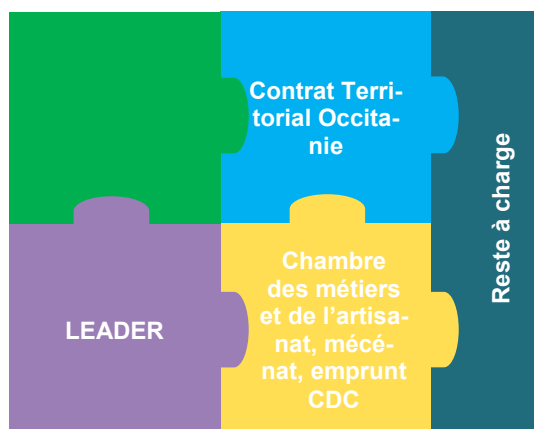 Contrat Terri-
torial Occita-
nie
Reste à charge
LEADER
Chambre
des métiers
et de l'artisa-
nat, mécé-
nat, emprunt
CDC